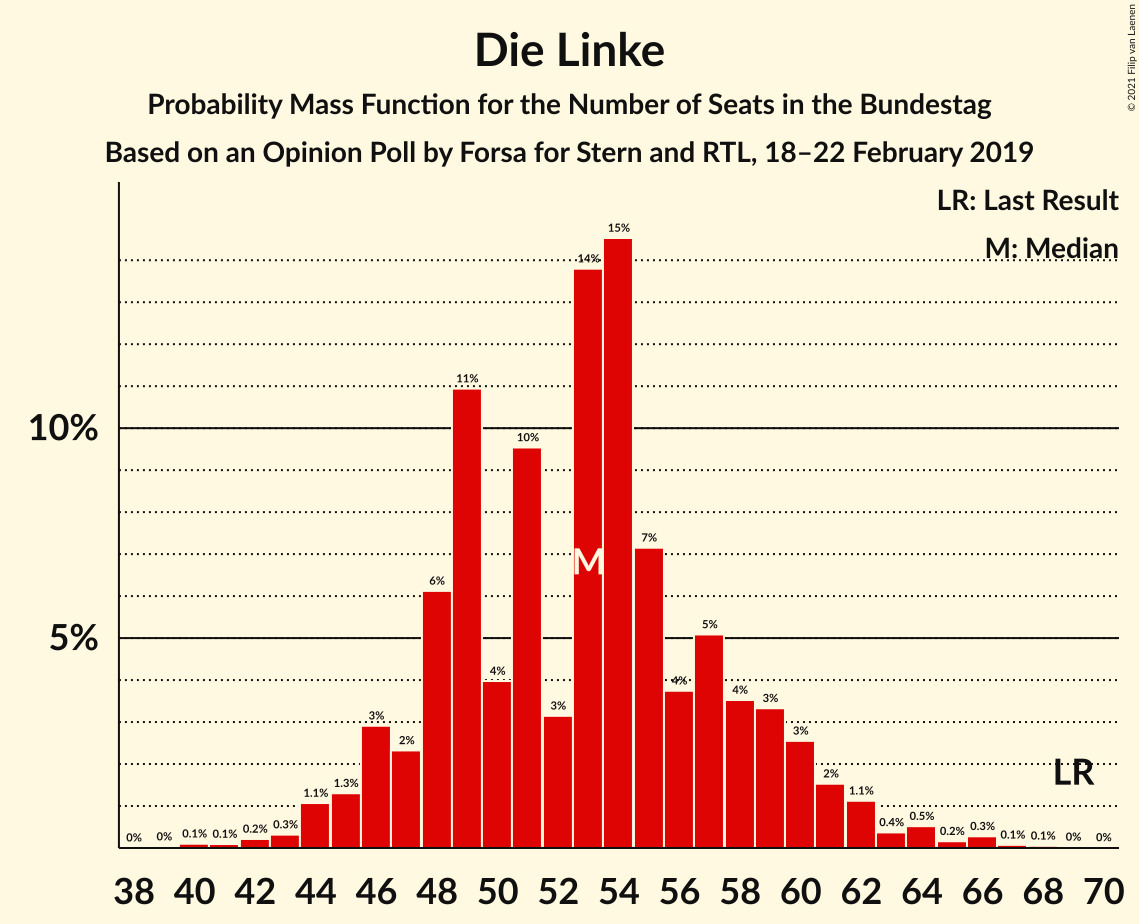 Die Linke
Probability Mass Function for the Number of Seats in the Bundestag
Based on an Opinion Poll by Forsa for Stern and RTL, 18–22 February 2019
© 2021 Filip van Laenen
LR: Last Result
M: Median
10%
5%
0% 0% 0.1% 0.1% 0.2% 0.3% 1.1% 1.3% 3% 2% 6% 11% 4% 10% 3% 14% 15% 7% 4% 5% 4% 3% 3% 2% 1.1% 0.4% 0.5% 0.2% 0.3% 0.1% 0.1% 0% 0%
M
LR
38 40 42 44 46 48 50 52 54 56 58 60 62 64 66 68 70